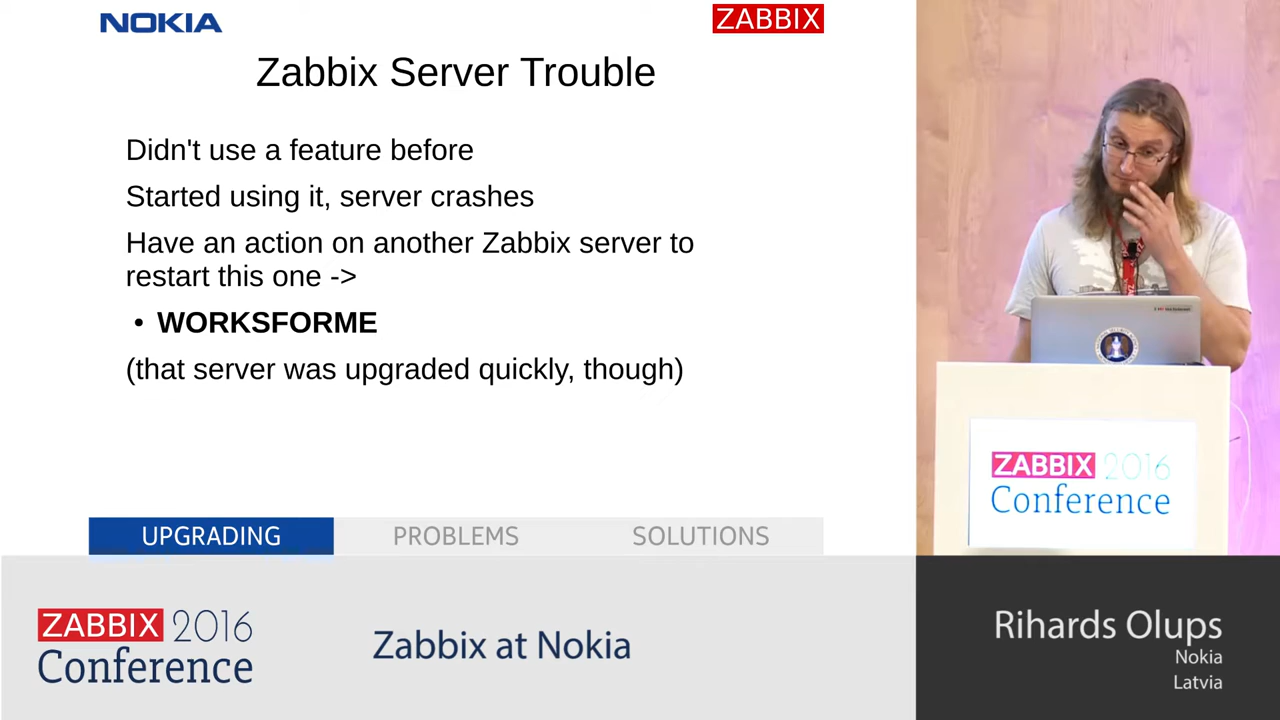 NOKIA
ZABBIX
Zabbix Server Trouble
Didn't use a feature before
Started using it, server crashes
Have an action on another Zabbix server to
restart this one ->
• WORKSFORME
(that server was upgraded quickly, though)
UPGRADING
PROBLEMS
SOLUTIONS
ZABBIX 2016
Conference
ZABBIX 2016
Conference
Zabbix at Nokia
Rihards Olups
Nokia
Latvia